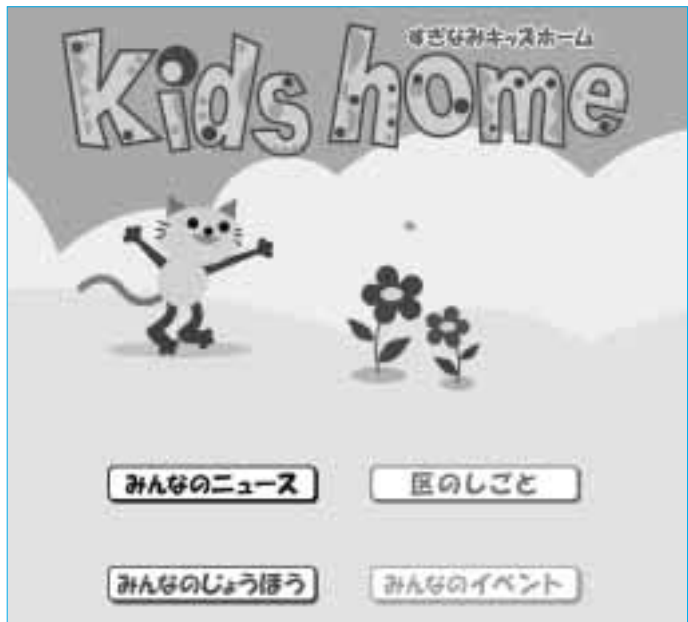 すぎなみキッズホーム
Kids home
みんなのニュース
区のしごと
みんなのじょうほう
みんなのイベント